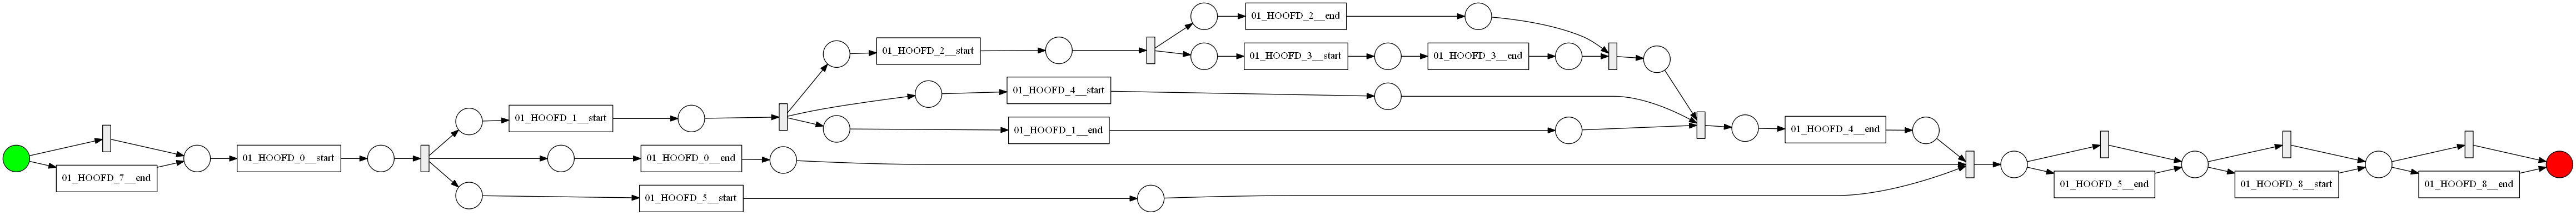 01_HOOFD_2__end
01_HOOFD_2__start
01_HOOFD_3__start
01_HOOFD_3__end
01_HOOFD_4__start
01_HOOFD_1__start
01_HOOFD_1__end
01_HOOFD_4__end
01_HOOFD_0__start
01_HOOFD_0__end
01_HOOFD_7__end
01_HOOFD_5__start
01_HOOFD_5__end
01_HOOFD_8__start
01_HOOFD_8__end